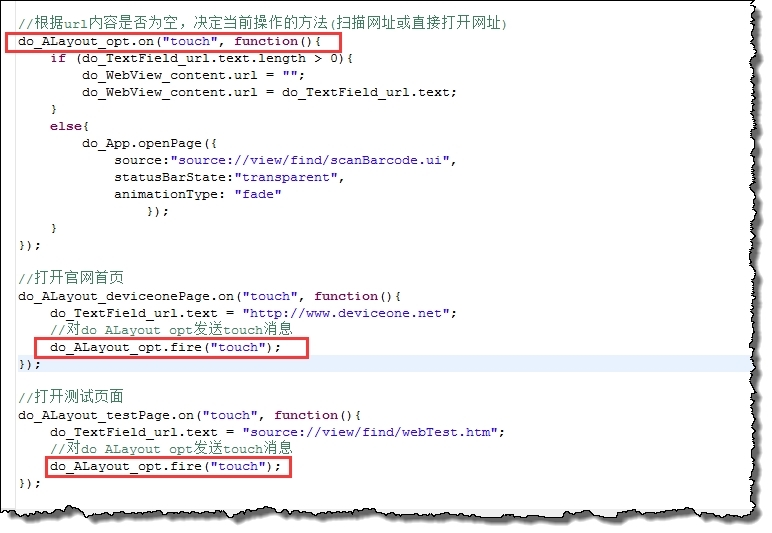 //根据url内容是否为空，决定当前操作的方法(扫描网址或直接打开网址)
do_ALayout_opt.on("touch", function(){
    if (do_TextField_url.text.length > 0){
        do_WebView_content.url = "";
        do_WebView_content.url = do_TextField_url.text;
    }
    else{
        do_App.openPage({
            source:"source://view/find/scanBarcode.ui",
            statusBarState:"transparent",
            animationType: "fade"
                });
    }
});
//打开官网首页
do_ALayout_deviceonePage.on("touch", function(){
    do_TextField_url.text = "http://www.deviceone.net";
    //对do_ALayout_opt发送touch消息
    do_ALayout_opt.fire("touch");
});
//打开测试页面
do_ALayout_testPage.on("touch", function(){
    do_TextField_url.text = "source://view/find/webTest.htm";
    //对do_ALayout_opt发送touch消息
    do_ALayout_opt.fire("touch");
});